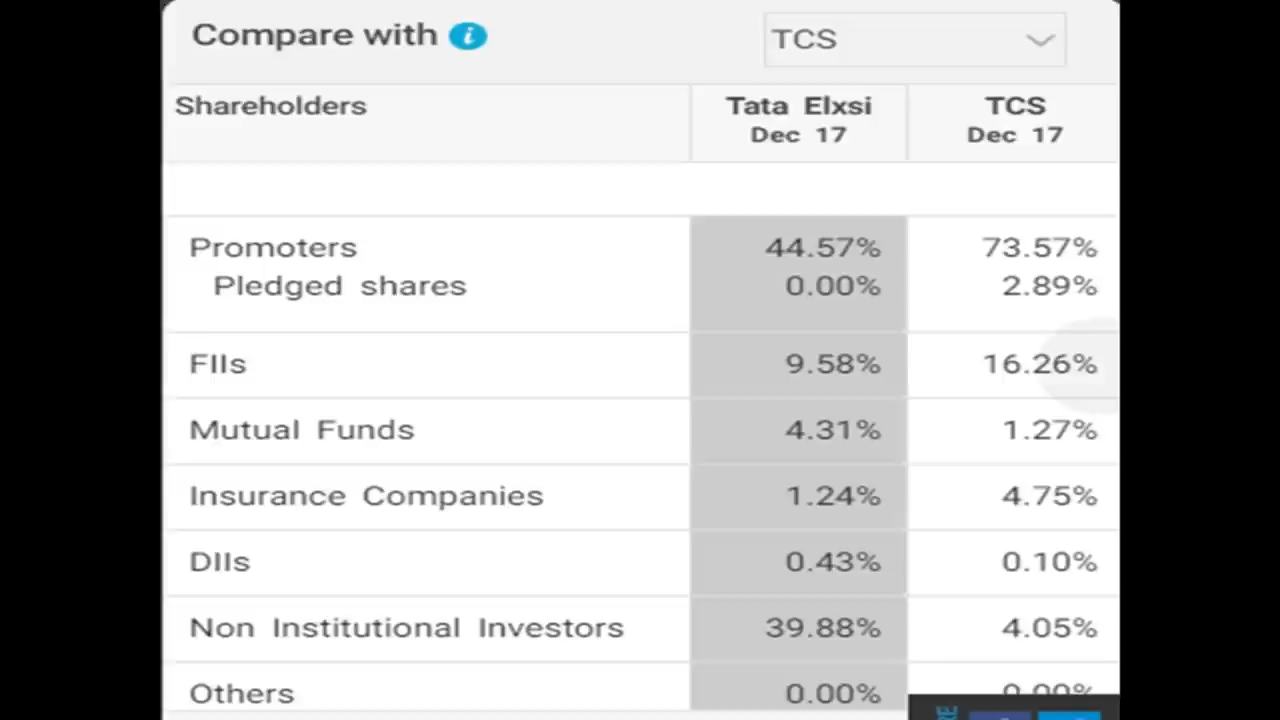 Compare with i TCS
Shareholders Tata Elxsi TCS
Dec 17 Dec 17
Promoters 44.57% 73.57%
Pledged shares 0.00% 2.89%
FIIs 9.58% 16.26%
Mutual Funds 4.31% 1.27%
Insurance Companies 1.24% 4.75%
DIIs 0.43% 0.10%
Non Institutional Investors 39.88% 4.05%
Others 0.00%